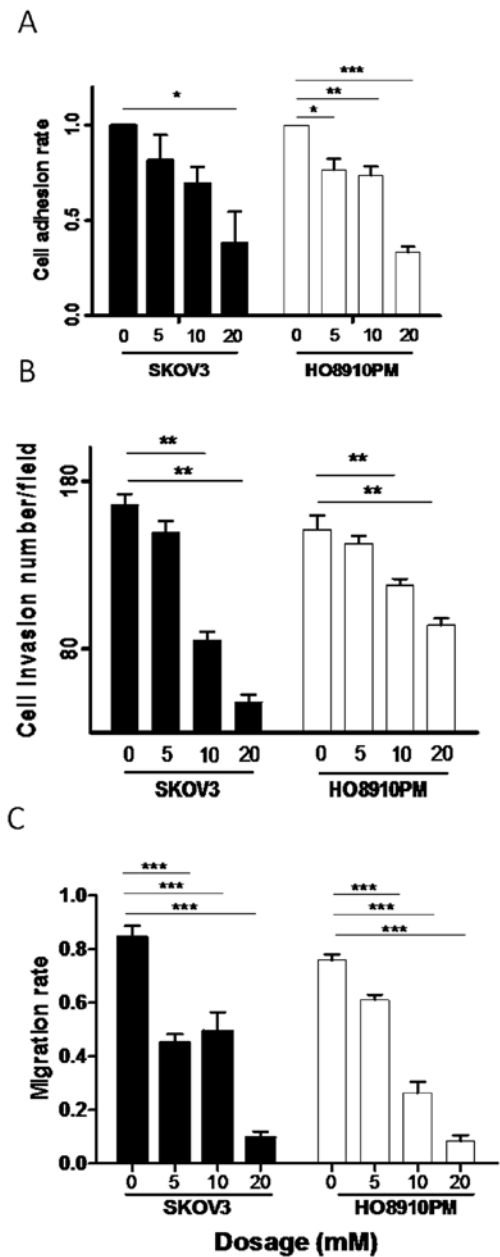 A
Cell adhesion rate
1.0
0.5
0.0
*
***
**
*
0 5 10 20 0 5 10 20
SKOV3 HO8910PM
B
Cell Invasion number/field
180
80
**
**
**
**
0 5 10 20 0 5 10 20
SKOV3 HO8910PM
C
Migration rate
1.0
0.8
0.6
0.4
0.2
0.0
***
***
***
***
***
***
0 5 10 20 0 5 10 20
SKOV3 HO8910PM
Dosage (mM)